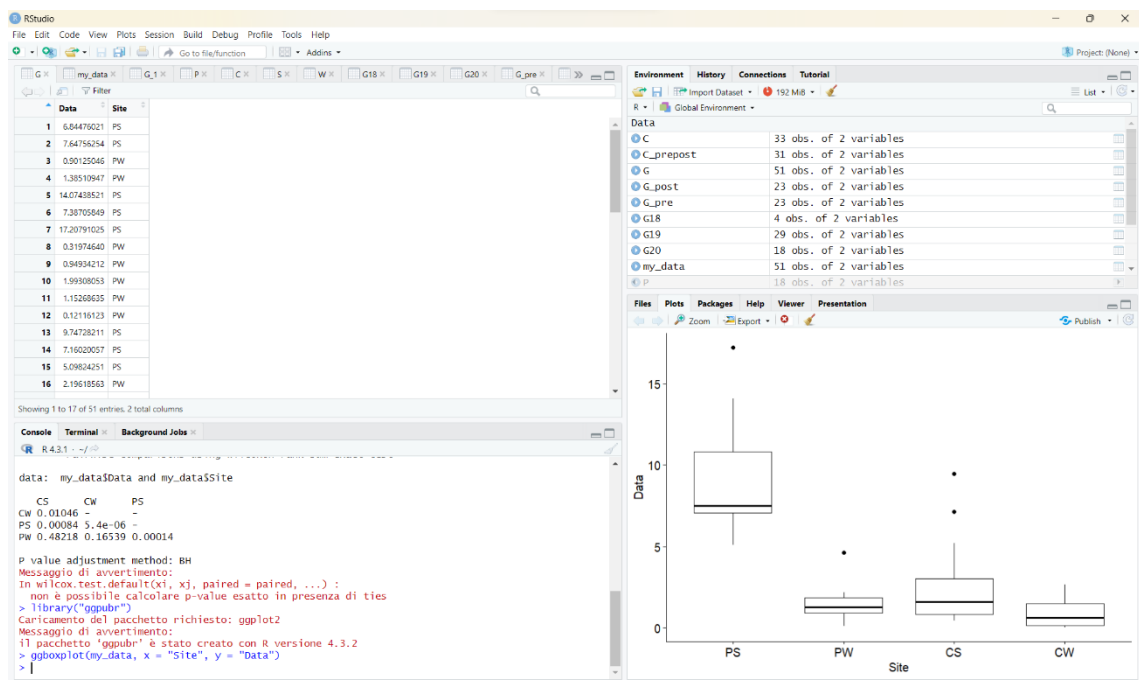 RStudio
File Edit Code View Plots Session Build Debug Profile Tools Help
Go to file/function
Addins
Project: (None)
G
my_data
G_1
P
C
S
W
G18
G19
G20
G_pre
Filter
Data Site
1 6.84476021 PS
2 7.64756254 PS
3 0.90125046 PW
4 1.38510947 PW
5 14.07438521 PS
6 7.38705849 PS
7 17.20791025 PS
8 0.31974640 PW
9 0.94934212 PW
10 1.99308053 PW
11 1.15268635 PW
12 0.12116123 PW
13 9.74728211 PS
14 7.16020057 PS
15 5.09824251 PS
16 2.19618563 PW
Showing 1 to 17 of 51 entries, 2 total columns
Console Terminal Background Jobs
R 4.3.1 · ~/
data: my_data$Data and my_data$Site
CS CW PS
CW 0.01046 - -
PS 0.00084 5.4e-06 -
PW 0.48218 0.16539 0.00014
P value adjustment method: BH
Messaggio di avvertimento:
In wilcox.test.default(xi, xj, paired = paired, ...) :
non è possibile calcolare p-value esatto in presenza di ties
> library("ggpubr")
Caricamento del pacchetto richiesto: ggplot2
Messaggio di avvertimento:
il pacchetto ‘ggpubr’ è stato creato con R versione 4.3.2
> ggboxplot(my_data, x = "Site", y = "Data")
>
Environment History Connections Tutorial
Import Dataset 192 MiB List
R Global Environment
Data
C 33 obs. of 2 variables
C_prepost 31 obs. of 2 variables
G 51 obs. of 2 variables
G_post 23 obs. of 2 variables
G_pre 23 obs. of 2 variables
G18 4 obs. of 2 variables
G19 29 obs. of 2 variables
G20 18 obs. of 2 variables
my_data 51 obs. of 2 variables
P 18 obs. of 2 variables
Files Plots Packages Help Viewer Presentation
Zoom Export Publish
15
10
5
0
Data
PS PW CS CW
Site